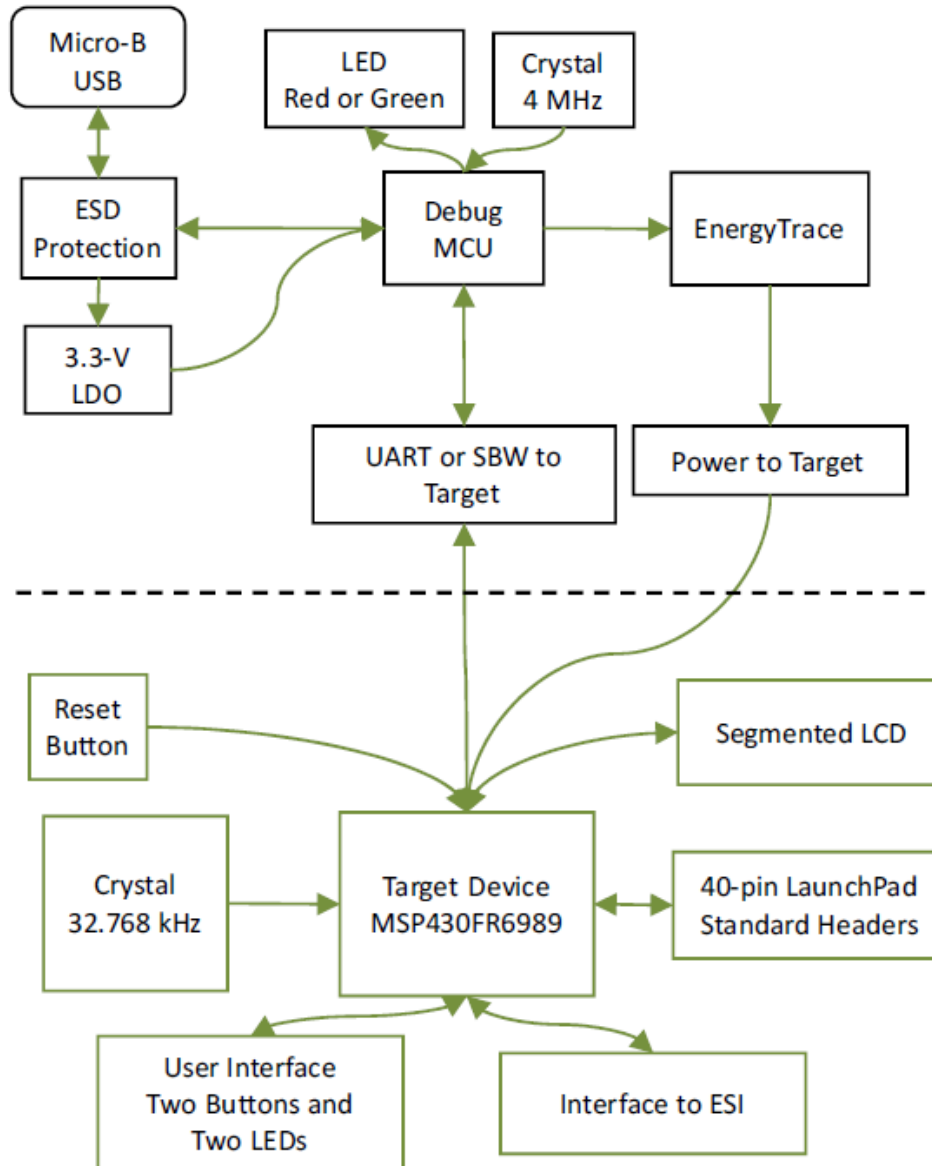 Micro-B
USB
LED
Red or Green
Crystal
4 MHz
ESD
Protection
Debug
MCU
EnergyTrace
3.3-V
LDO
UART or SBW to
Target
Power to Target
Reset
Button
Segmented LCD
Crystal
32.768 kHz
Target Device
MSP430FR6989
40-pin LaunchPad
Standard Headers
User Interface
Two Buttons and
Two LEDs
Interface to ESI